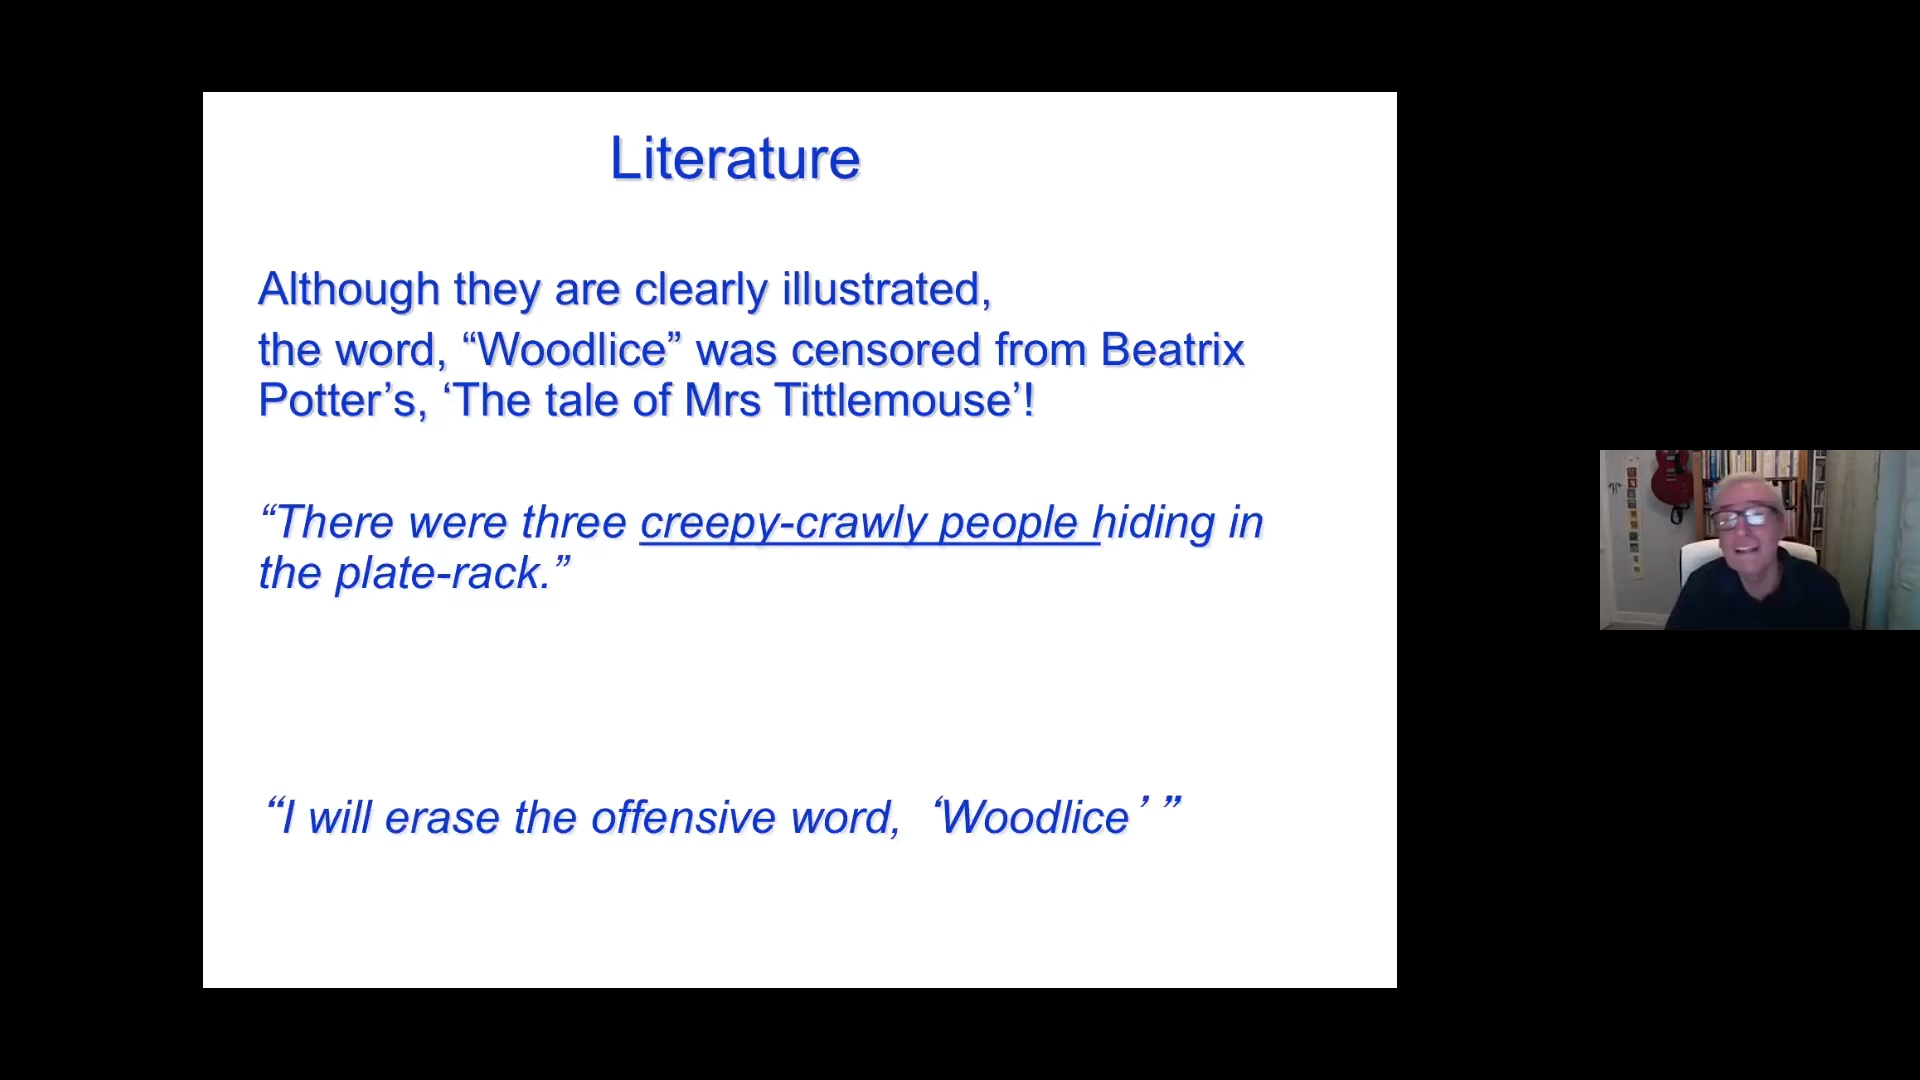 Literature
Although they are clearly illustrated,
the word, “Woodlice” was censored from Beatrix
Potter’s, ‘The tale of Mrs Tittlemouse’!
“There were three creepy-crawly people hiding in
the plate-rack.”
“I will erase the offensive word, ‘Woodlice’ ”